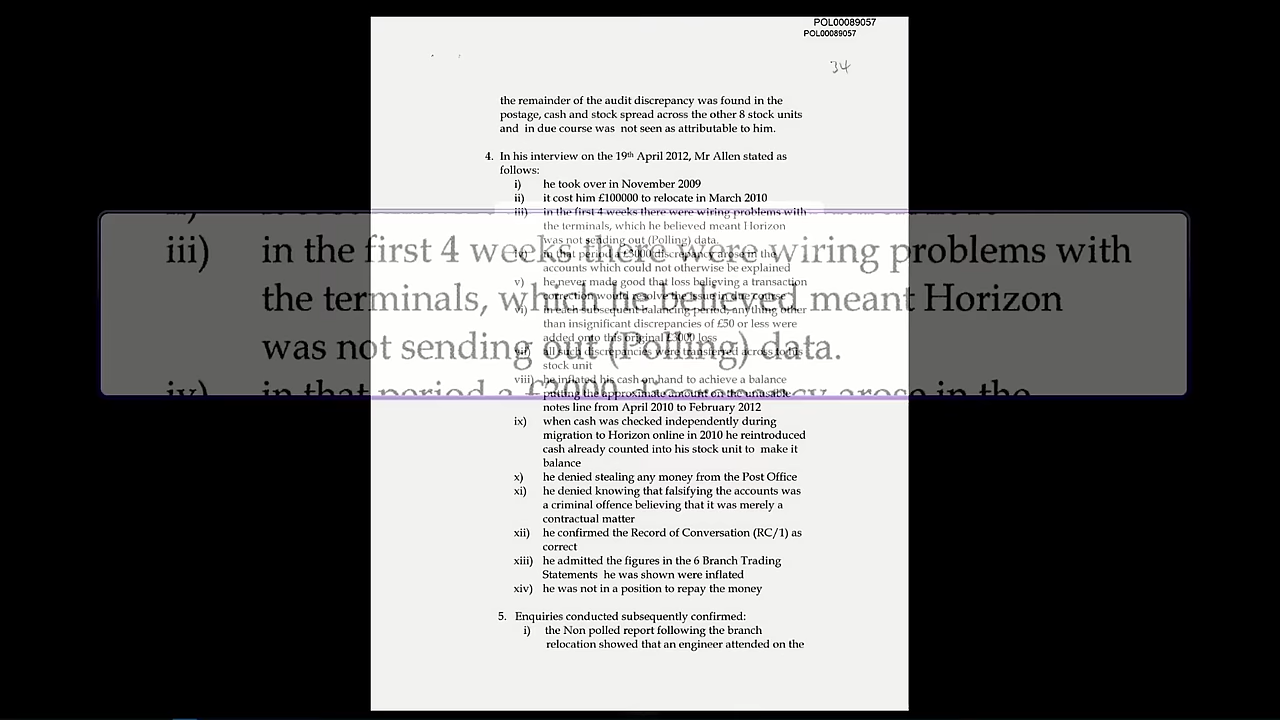 POL00089057
POL00089057
34
the remainder of the audit discrepancy was found in the
postage, cash and stock spread across the other 8 stock units
and in due course was not seen as attributable to him.
4. In his interview on the 19th April 2012, Mr Allen stated as
follows:
i) he took over in November 2009
ii) it cost him £100000 to relocate in March 2010
iii) in the first 4 weeks there were wiring problems with
the terminals, which he believed meant Horizon
was not sending out (Polling) data.
iv) in that period a £3000 discrepancy arose in the
accounts which could not otherwise be explained
v) he never made good that loss believing a transaction
correction would resolve the issue in due course
vi) in each subsequent balancing period, anything other
than insignificant discrepancies of £50 or less were
added onto this original £3000 loss
vii) all such discrepancies were transferred across to his
stock unit
viii) he inflated his cash on hand to achieve a balance
putting the approximate amount on the unusable
notes line from April 2010 to February 2012
ix) when cash was checked independently during
migration to Horizon online in 2010 he reintroduced
cash already counted into his stock unit to make it
balance
x) he denied stealing any money from the Post Office
xi) he denied knowing that falsifying the accounts was
a criminal offence believing that it was merely a
contractual matter
xii) he confirmed the Record of Conversation (RC/1) as
correct
xiii) he admitted the figures in the 6 Branch Trading
Statements he was shown were inflated
xiv) he was not in a position to repay the money
5. Enquiries conducted subsequently confirmed:
i) the Non polled report following the branch
relocation showed that an engineer attended on the
iii) in the first 4 weeks there were wiring problems with
the terminals, which he believed meant Horizon
was not sending out (Polling) data.
iv) in that period a £3000 discrepancy arose in the